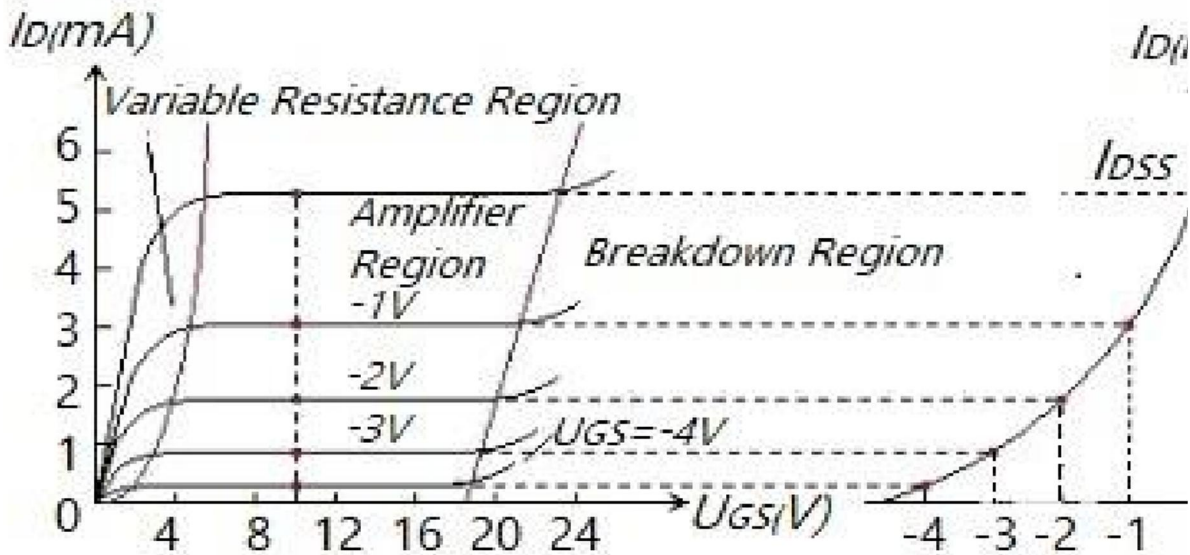 ID(mA)
ID(
Variable Resistance Region
6
IDSS
5
Amplifier
Region
Breakdown Region
4
-1V
3
-2V
2
-3V
UGS=-4V
1
0
4 8 12 16 20 24
UGS(V)
-4 -3 -2 -1